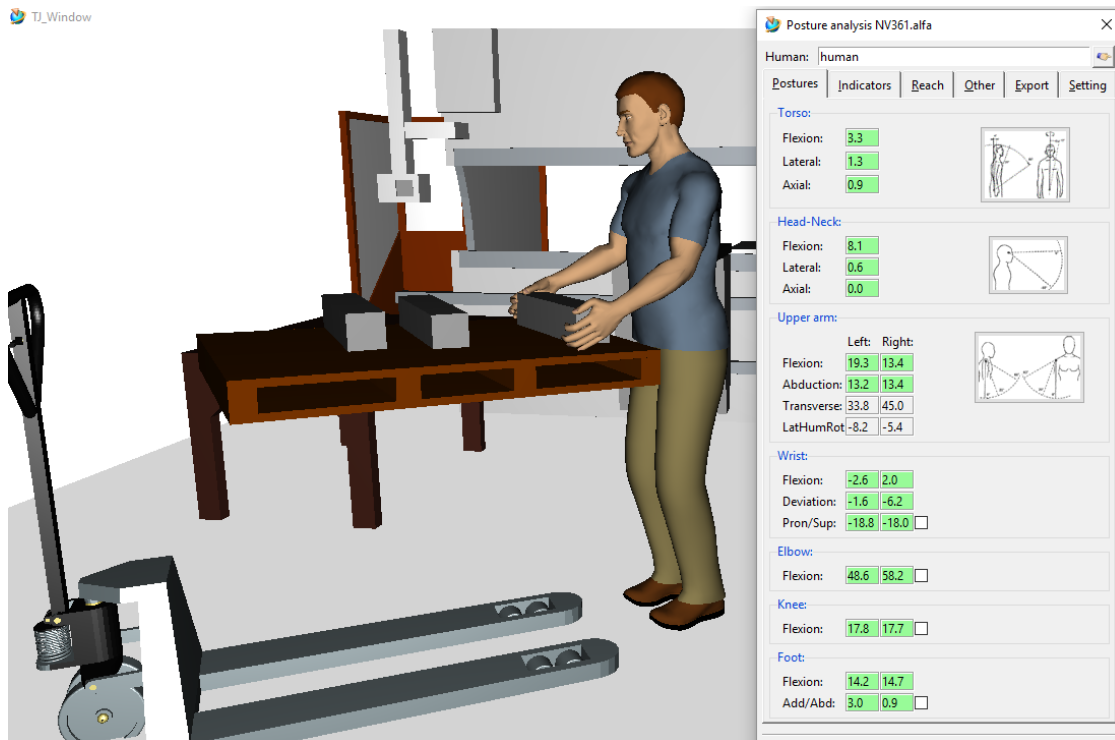 TJ_Window
Posture analysis NV361.alfa
Human: human
Postures Indicators Reach Other Export Setting
Torso:
Flexion: 3.3
Lateral: 1.3
Axial: 0.9
Head-Neck:
Flexion: 8.1
Lateral: 0.6
Axial: 0.0
Upper arm:
Left: Right:
Flexion: 19.3 13.4
Abduction: 13.2 13.4
Transverse: 33.8 45.0
LatHumRot -8.2 -5.4
Wrist:
Flexion: -2.6 2.0
Deviation: -1.6 -6.2
Pron/Sup: -18.8 -18.0
Elbow:
Flexion: 48.6 58.2
Knee:
Flexion: 17.8 17.7
Foot:
Flexion: 14.2 14.7
Add/Abd: 3.0 0.9